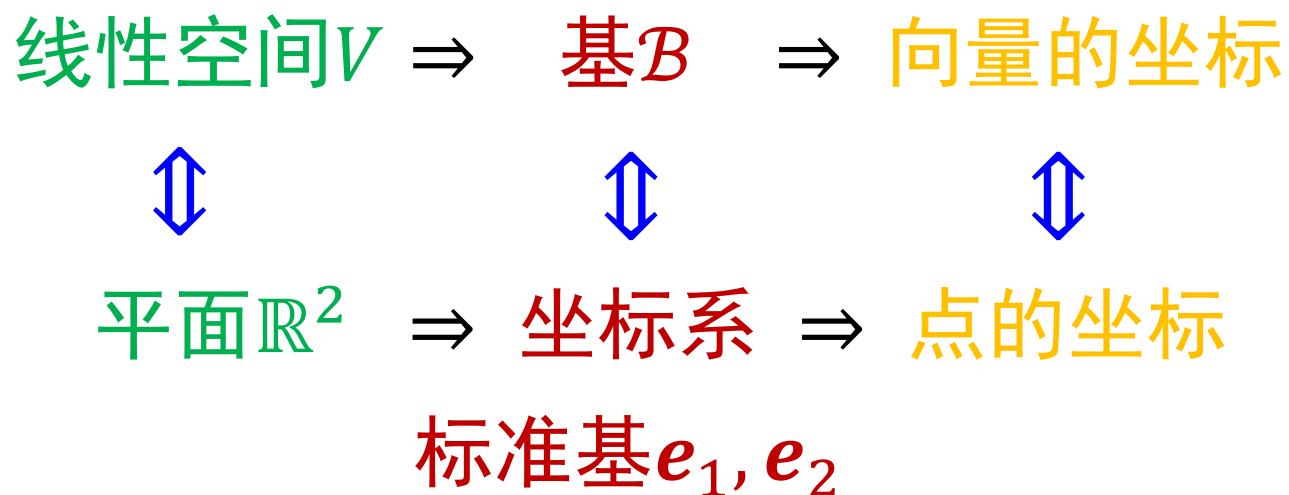 线性空间V ⇒ 基ℬ ⇒ 向量的坐标
⇕ ⇕ ⇕
平面ℝ² ⇒ 坐标系 ⇒ 点的坐标
标准基e₁, e₂